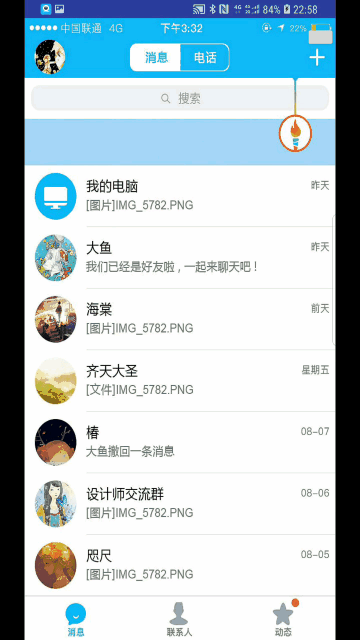 4G 84% 22:58
中国联通 4G 下午3:32 22%
消息 电话
搜索
我的电脑 昨天
[图片]IMG_5782.PNG
大鱼 昨天
我们已经是好友啦，一起来聊天吧！
海棠 前天
[图片]IMG_5782.PNG
齐天大圣 星期五
[文件]IMG_5782.PNG
椿 08-07
大鱼撤回一条消息
设计师交流群 08-06
[图片]IMG_5782.PNG
咫尺 08-05
[图片]IMG_5782.PNG
消息 联系人 动态